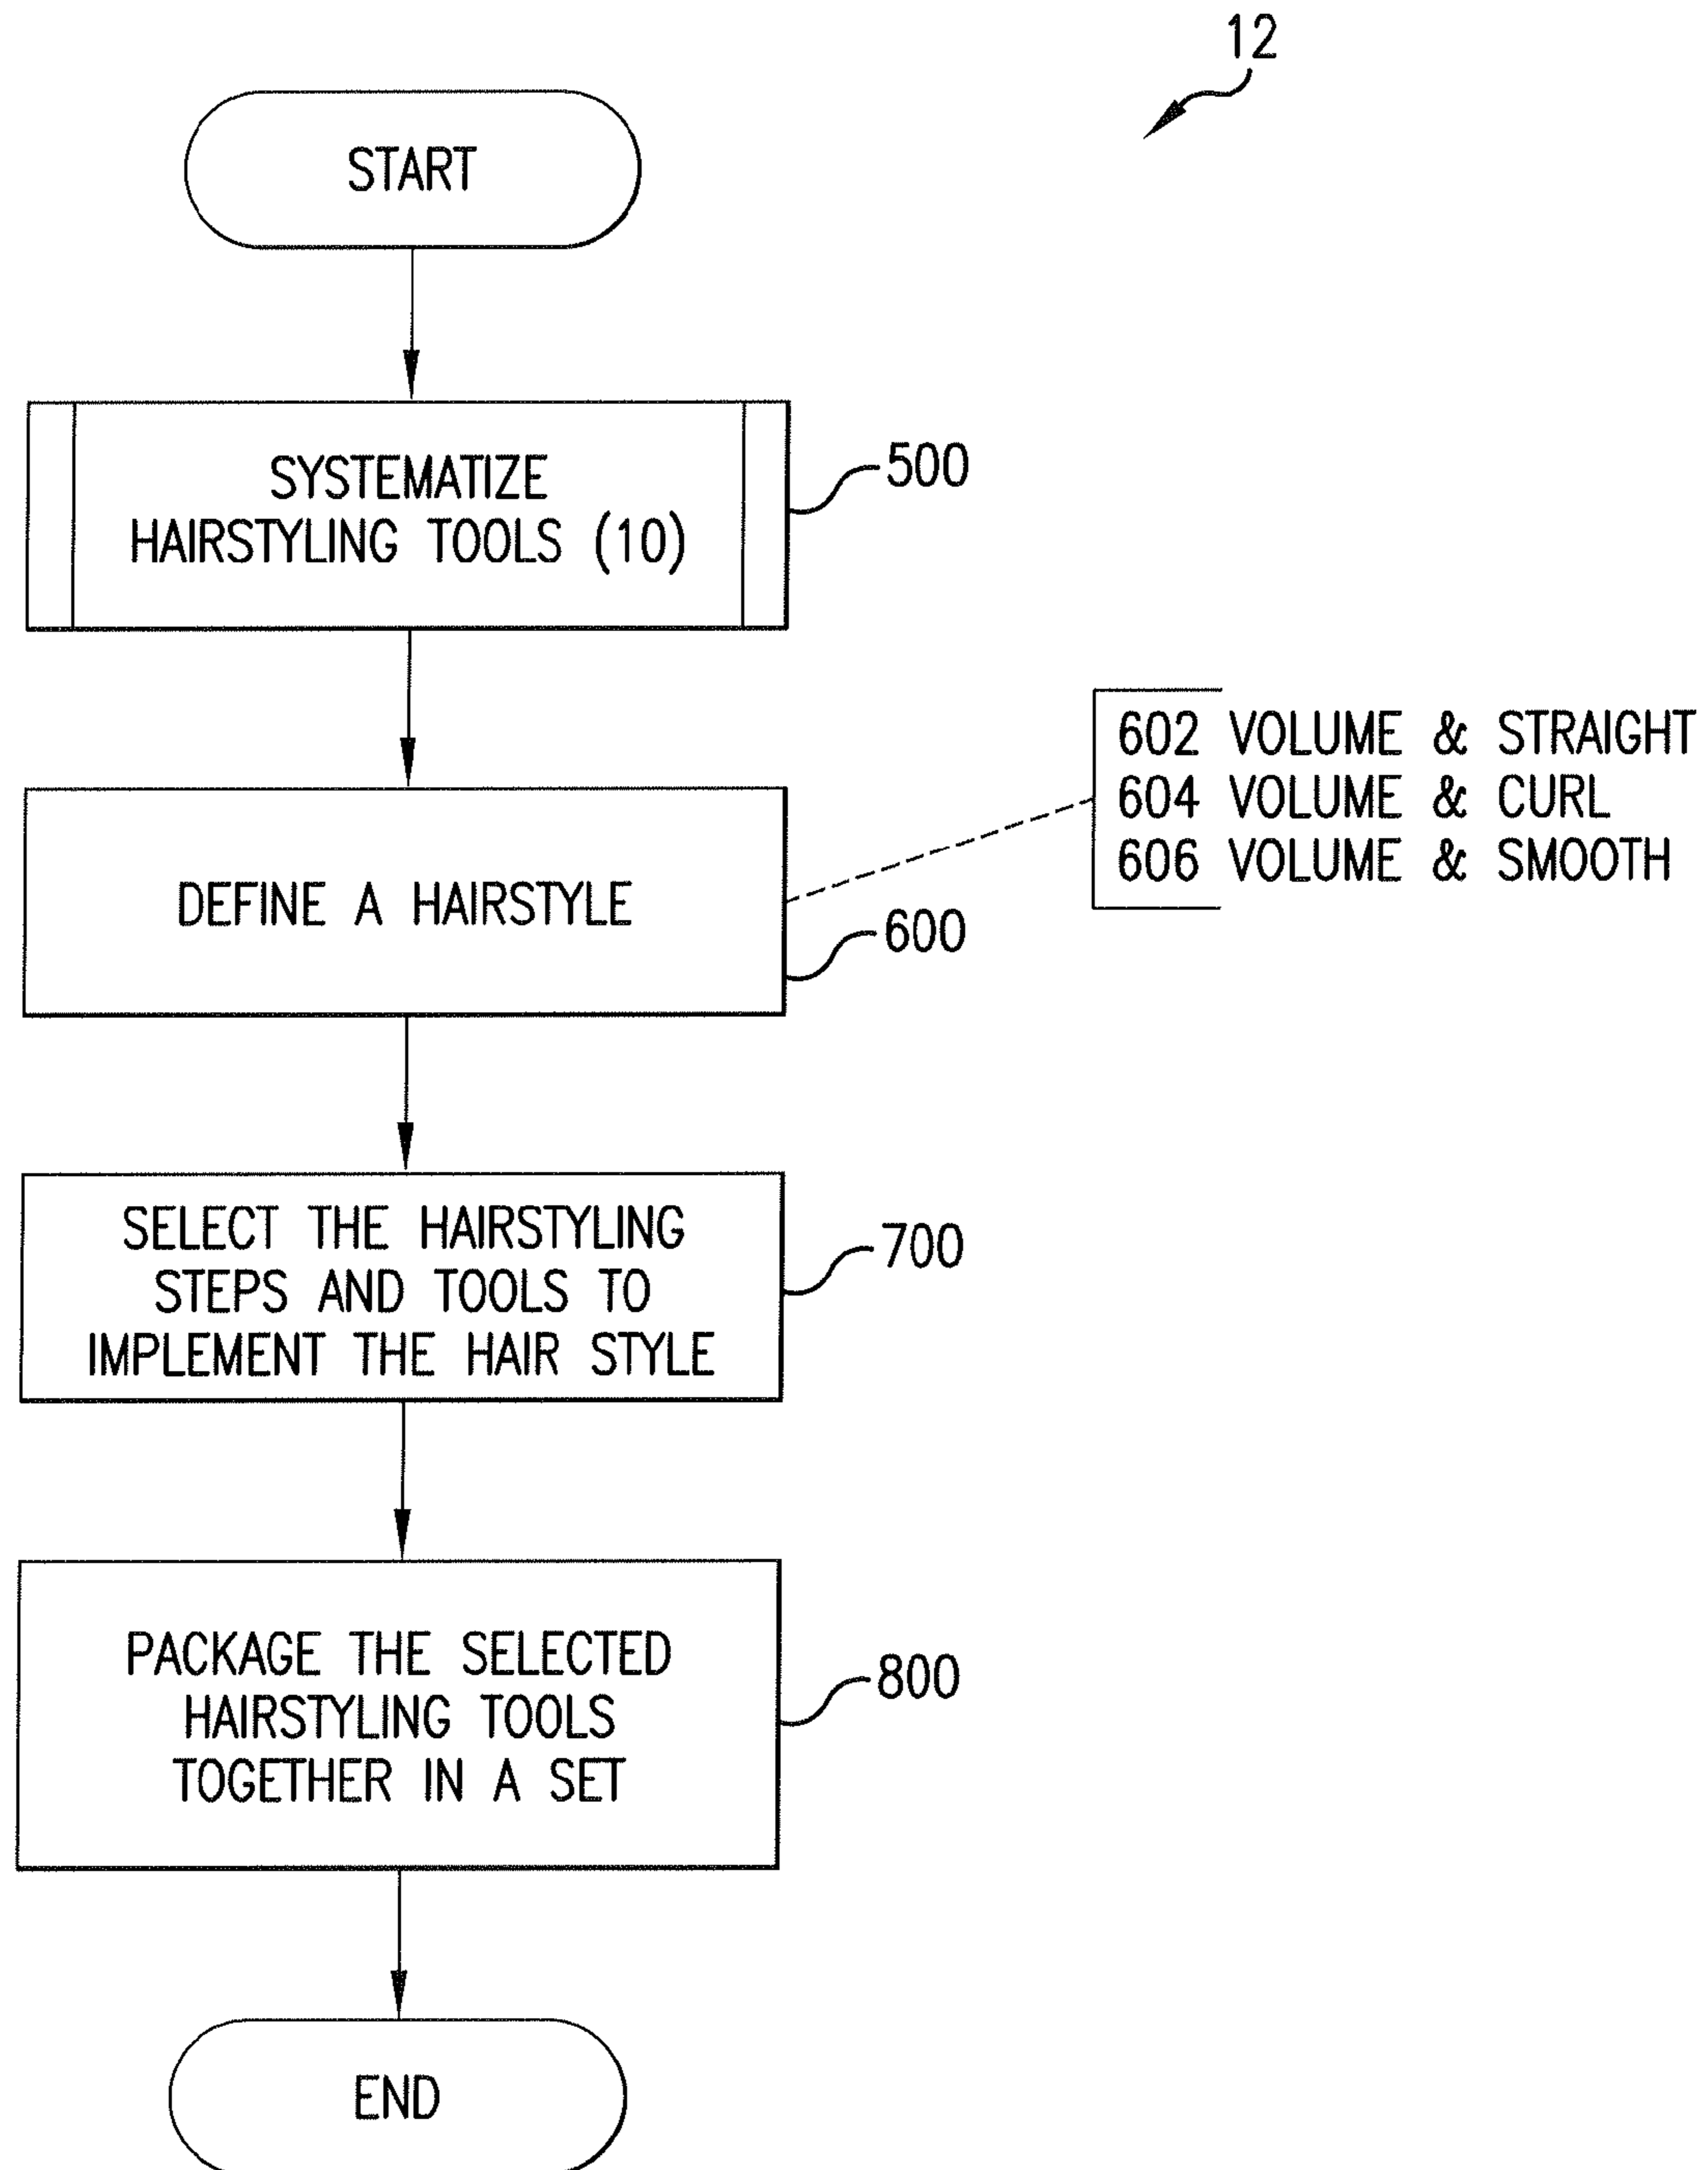 12
START
SYSTEMATIZE
HAIRSTYLING TOOLS (10)
500
602 VOLUME & STRAIGHT
604 VOLUME & CURL
606 VOLUME & SMOOTH
DEFINE A HAIRSTYLE
600
SELECT THE HAIRSTYLING
STEPS AND TOOLS TO
IMPLEMENT THE HAIR STYLE
700
PACKAGE THE SELECTED
HAIRSTYLING TOOLS
TOGETHER IN A SET
800
END